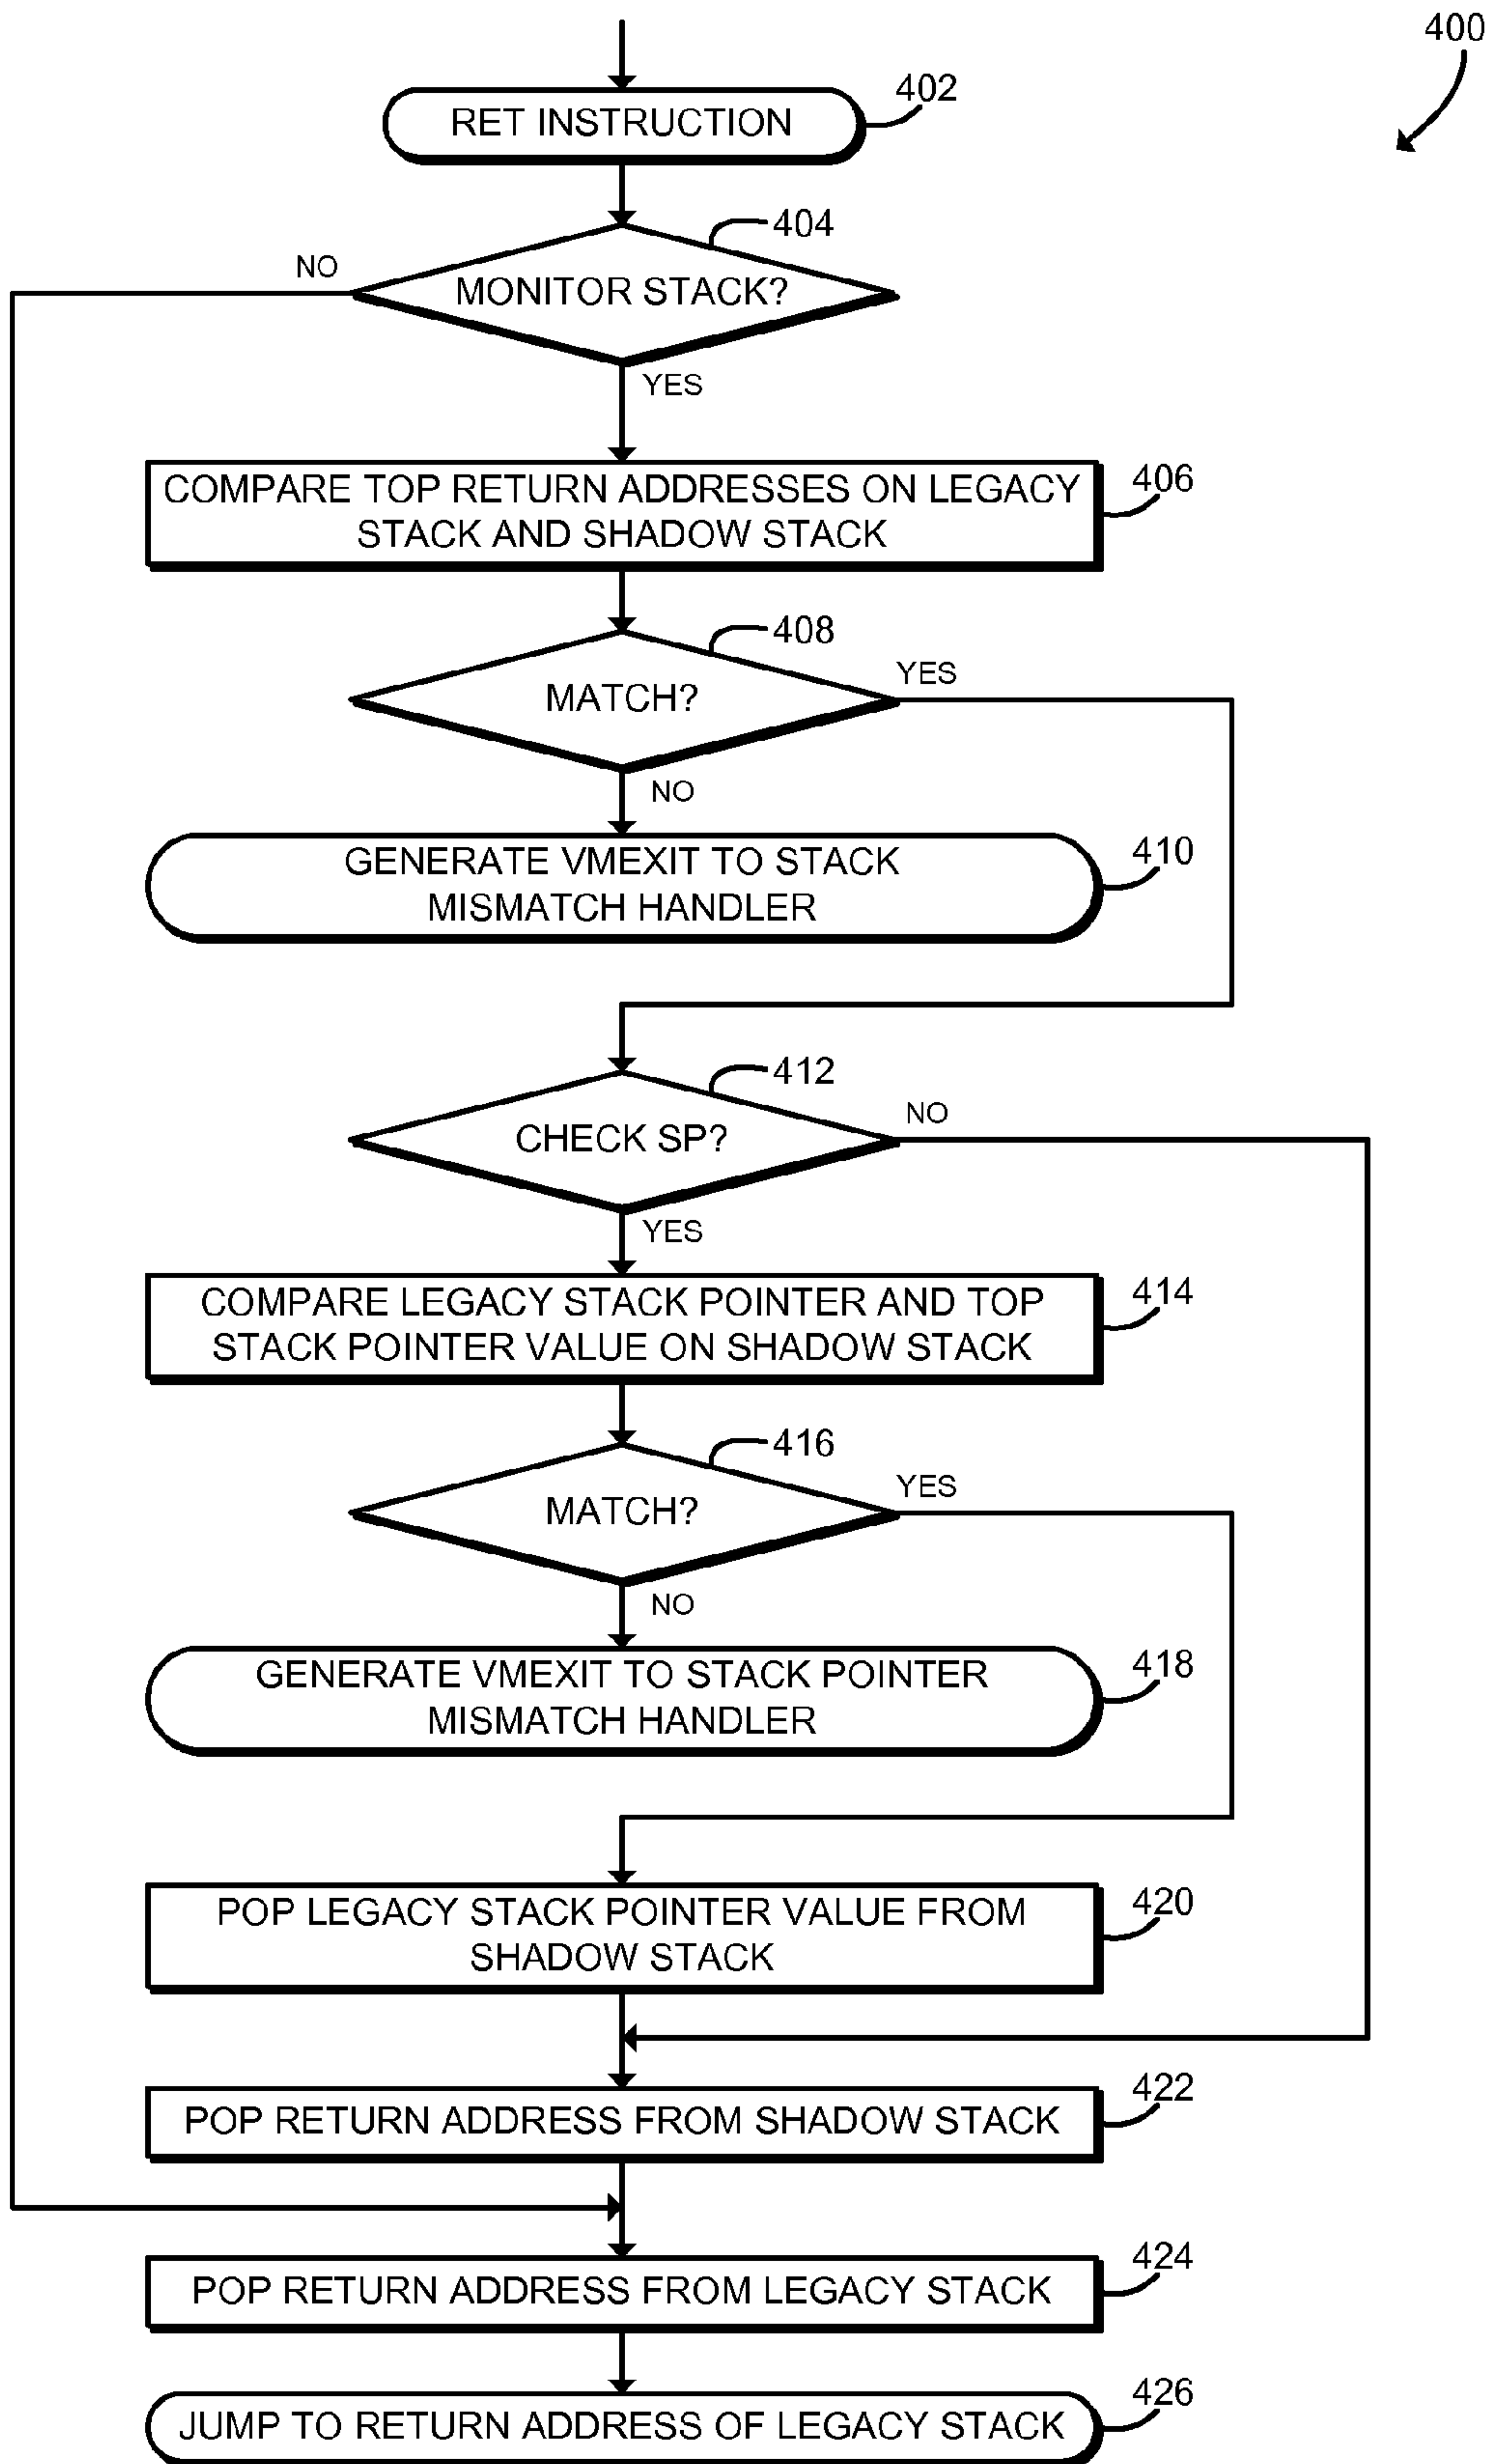 400
RET INSTRUCTION
402
404
NO
MONITOR STACK?
YES
COMPARE TOP RETURN ADDRESSES ON LEGACY
STACK AND SHADOW STACK
406
408
YES
MATCH?
NO
GENERATE VMEXIT TO STACK
MISMATCH HANDLER
410
412
NO
CHECK SP?
YES
COMPARE LEGACY STACK POINTER AND TOP
STACK POINTER VALUE ON SHADOW STACK
414
416
YES
MATCH?
NO
GENERATE VMEXIT TO STACK POINTER
MISMATCH HANDLER
418
POP LEGACY STACK POINTER VALUE FROM
SHADOW STACK
420
POP RETURN ADDRESS FROM SHADOW STACK
422
POP RETURN ADDRESS FROM LEGACY STACK
424
JUMP TO RETURN ADDRESS OF LEGACY STACK
426